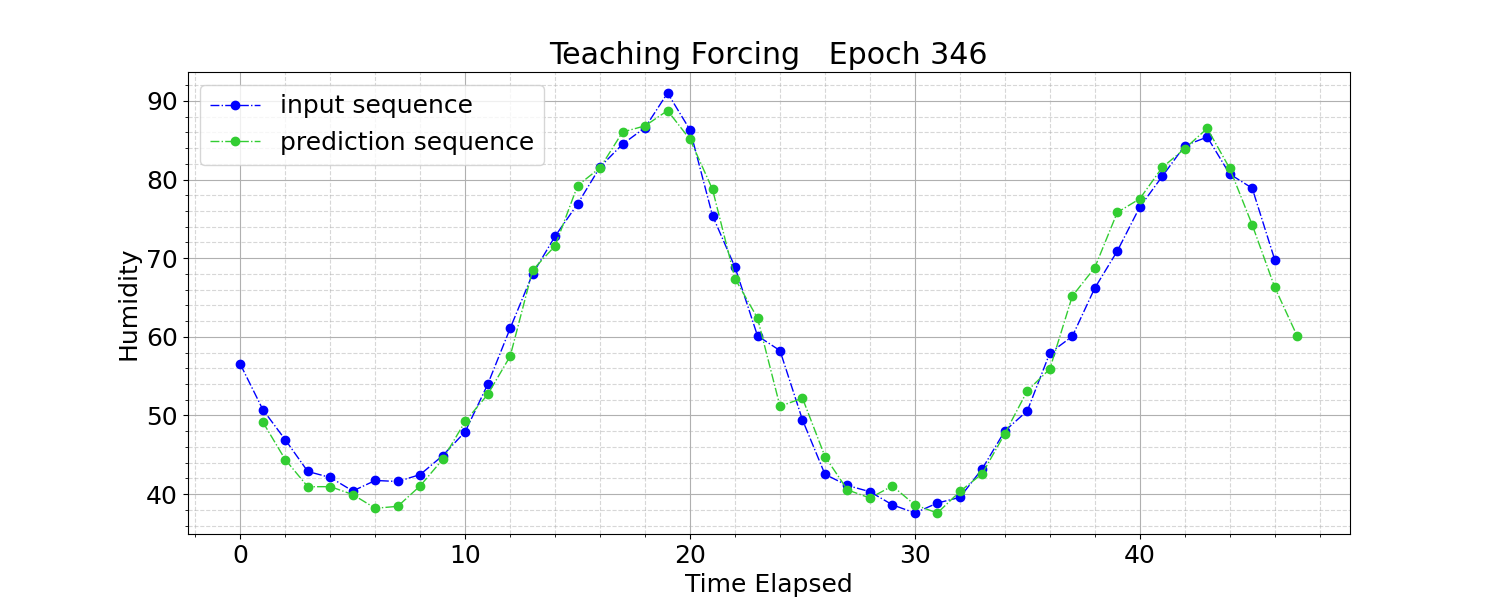 Teaching Forcing   Epoch 346
input sequence
prediction sequence
Humidity
90
80
70
60
50
40
0 10 20 30 40
Time Elapsed